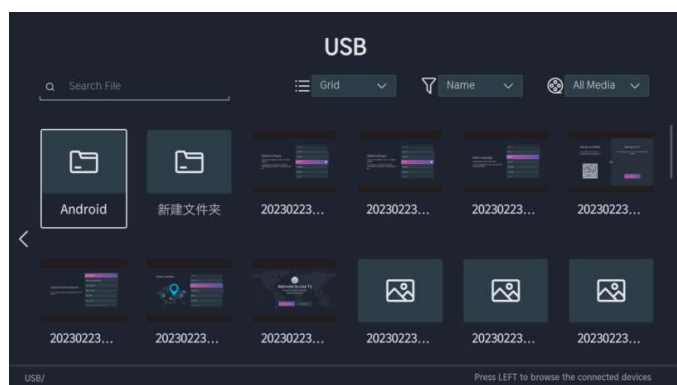 USB
Search File
Grid
Name
All Media
Android
新建文件夹
20230223...
20230223...
20230223...
20230223...
20230223...
20230223...
20230223...
20230223...
20230223...
20230223...
USB/
Press LEFT to browse the connected devices